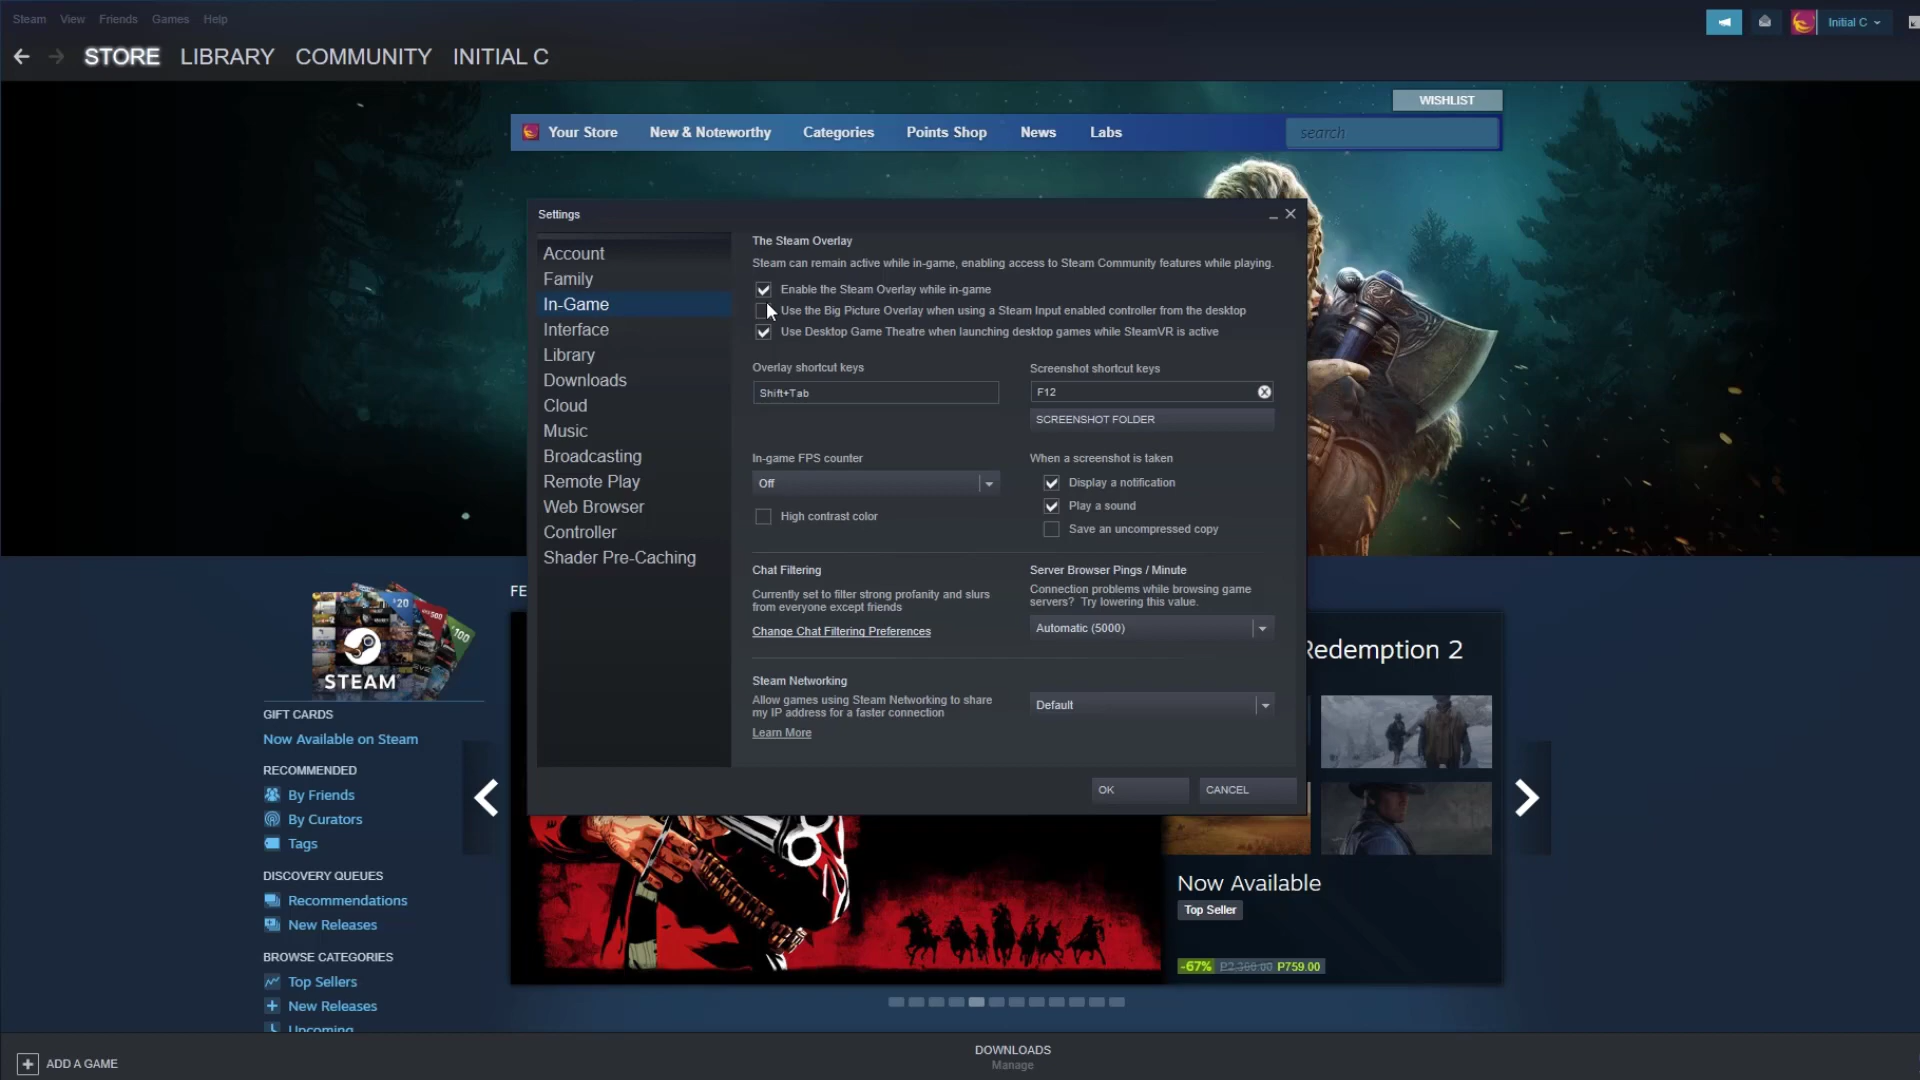 Steam View Friends Games Help
Initial C
STORE LIBRARY COMMUNITY INITIAL C
WISHLIST
Your Store New & Noteworthy Categories Points Shop News Labs
search
Settings
Account
Family
In-Game
Interface
Library
Downloads
Cloud
Music
Broadcasting
Remote Play
Web Browser
Controller
Shader Pre-Caching
The Steam Overlay
Steam can remain active while in-game, enabling access to Steam Community features while playing.
Enable the Steam Overlay while in-game
Use the Big Picture Overlay when using a Steam Input enabled controller from the desktop
Use Desktop Game Theatre when launching desktop games while SteamVR is active
Overlay shortcut keys
Shift+Tab
Screenshot shortcut keys
F12
SCREENSHOT FOLDER
In-game FPS counter
Off
High contrast color
When a screenshot is taken
Display a notification
Play a sound
Save an uncompressed copy
Chat Filtering
Currently set to filter strong profanity and slurs
from everyone except friends
Change Chat Filtering Preferences
Server Browser Pings / Minute
Connection problems while browsing game
servers? Try lowering this value.
Automatic (5000)
Steam Networking
Allow games using Steam Networking to share
my IP address for a faster connection
Learn More
Default
OK CANCEL
FE
Redemption 2
Now Available
Top Seller
-67% P2,300.00 P759.00
$20
$100
STEAM
GIFT CARDS
Now Available on Steam
RECOMMENDED
By Friends
By Curators
Tags
DISCOVERY QUEUES
Recommendations
New Releases
BROWSE CATEGORIES
Top Sellers
New Releases
Upcoming
ADD A GAME
DOWNLOADS
Manage